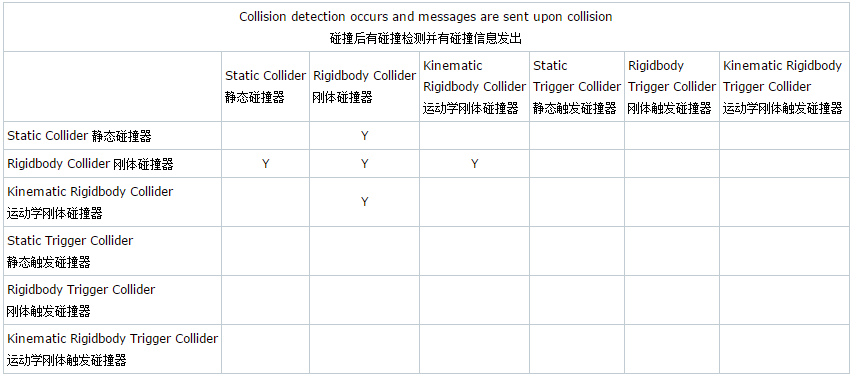 Collision detection occurs and messages are sent upon collision
碰撞后有碰撞检测并有碰撞信息发出
Static Collider
静态碰撞器
Rigidbody Collider
刚体碰撞器
Kinematic
Rigidbody Collider
运动学刚体碰撞器
Static
Trigger Collider
静态触发碰撞器
Rigidbody
Trigger Collider
刚体触发碰撞器
Kinematic Rigidbody
Trigger Collider
运动学刚体触发碰撞器
Static Collider 静态碰撞器
Y
Rigidbody Collider 刚体碰撞器
Y Y Y
Kinematic Rigidbody Collider
运动学刚体碰撞器
Y
Static Trigger Collider
静态触发碰撞器
Rigidbody Trigger Collider
刚体触发碰撞器
Kinematic Rigidbody Trigger Collider
运动学刚体触发碰撞器